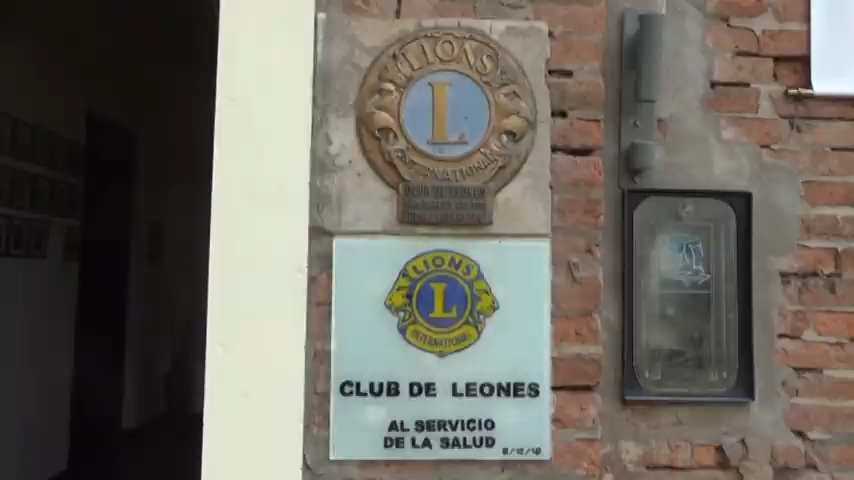 LIONS
L
INTERNATIONAL
LIONS
L
INTERNATIONAL
CLUB DE LEONES
AL SERVICIO
DE LA SALUD